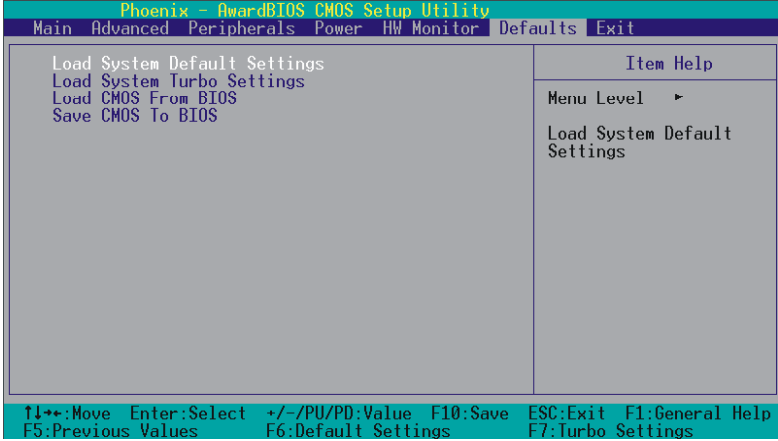 Phoenix - AwardBIOS CMOS Setup Utility
Main Advanced Peripherals Power HW Monitor Defaults Exit
Load System Default Settings
Load System Turbo Settings
Load CMOS From BIOS
Save CMOS To BIOS
Item Help
Menu Level ►
Load System Default
Settings
↑↓→←:Move Enter:Select +/-/PU/PD:Value F10:Save ESC:Exit F1:General Help
F5:Previous Values F6:Default Settings F7:Turbo Settings